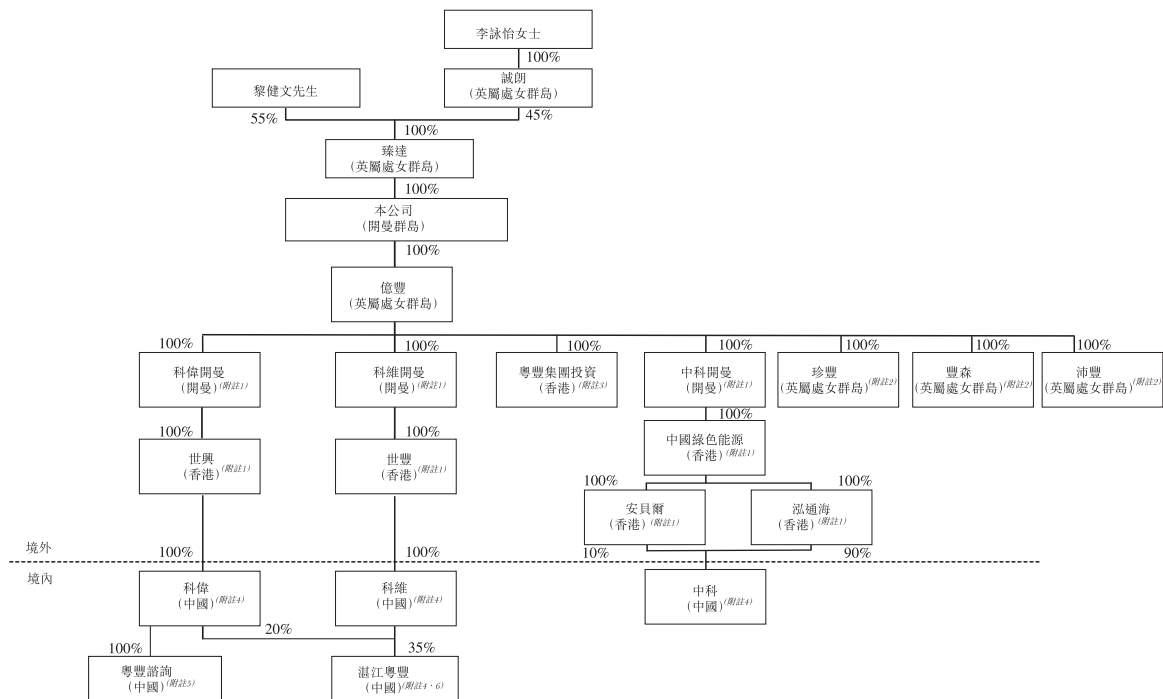 李詠怡女士
100%
黎健文先生
誠朗
(英屬處女群島)
55%
45%
100%
臻達
(英屬處女群島)
100%
本公司
(開曼群島)
100%
億豐
(英屬處女群島)
100%
100%
100%
100%
100%
100%
100%
科偉開曼
(開曼)(附註1)
科維開曼
(開曼)(附註1)
粵豐集團投資
(香港)(附註3)
中科開曼
(開曼)(附註1)
珍豐
(英屬處女群島)(附註2)
豐森
(英屬處女群島)(附註2)
沛豐
(英屬處女群島)(附註2)
100%
100%
100%
世興
(香港)(附註1)
世豐
(香港)(附註1)
中國綠色能源
(香港)(附註1)
100%
100%
安貝爾
(香港)(附註1)
泓通海
(香港)(附註1)
境外
100%
100%
10%
90%
境內
科偉
(中國)(附註4)
科維
(中國)(附註4)
中科
(中國)(附註4)
20%
100%
35%
粵豐諮詢
(中國)(附註5)
湛江粵豐
(中國)(附註4、6)